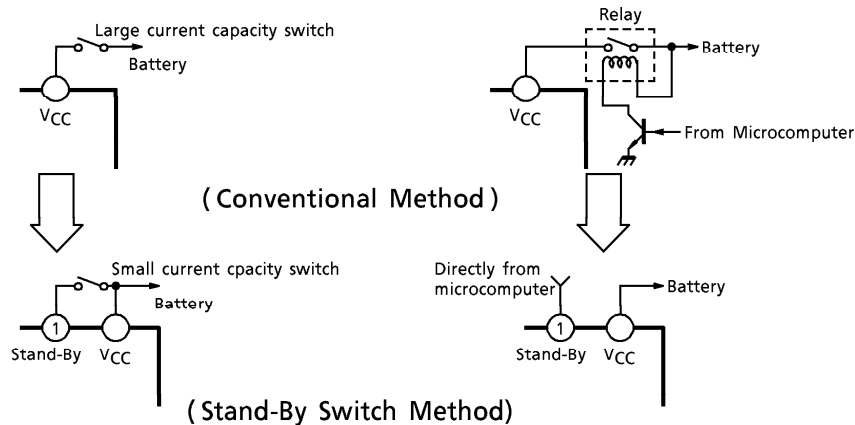 Large current capacity switch
Battery
VCC
Relay
Battery
VCC
From Microcomputer
( Conventional Method )
Small current cpacity switch
Battery
1
Stand-By VCC
Directly from
microcomputer
Battery
1
Stand-By VCC
(Stand-By Switch Method)